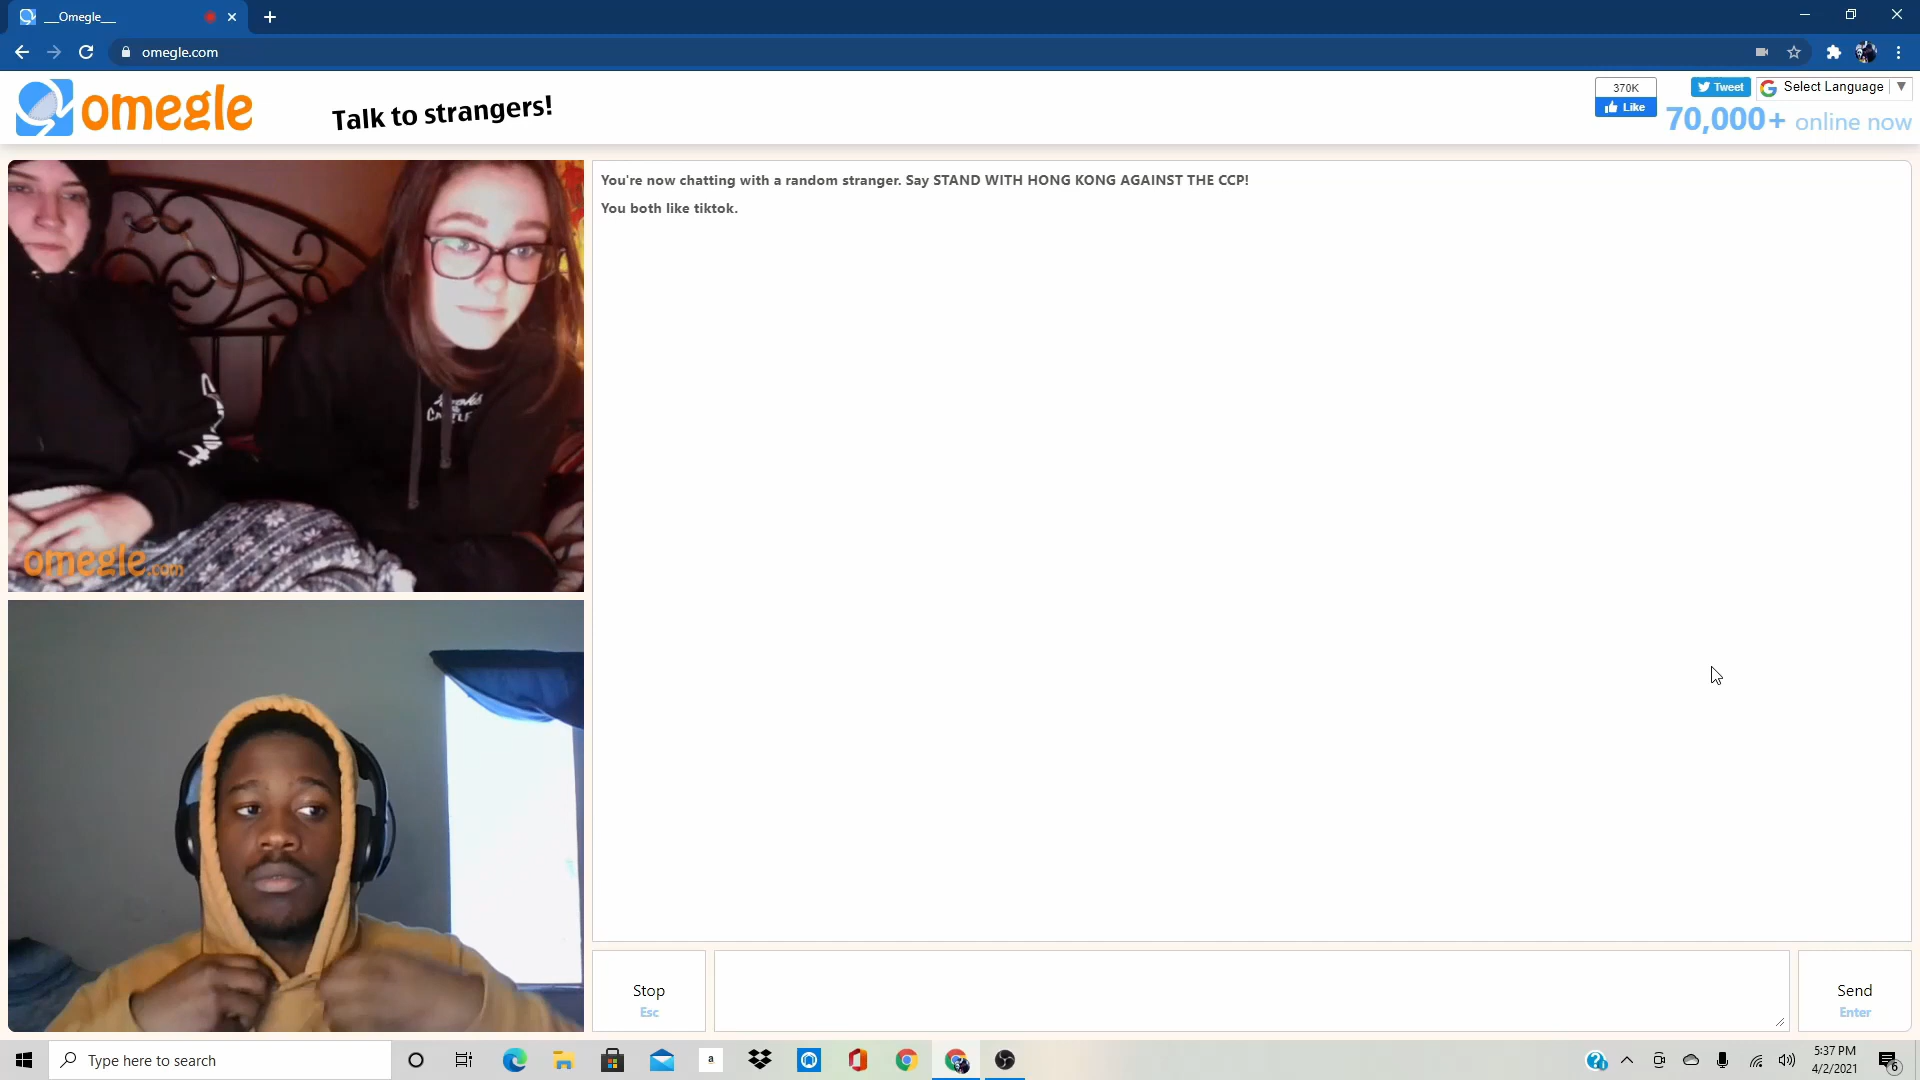 __Omegle__
omegle.com
omegle
Talk to strangers!
370K
Like
Tweet
Select Language
70,000+ online now
You're now chatting with a random stranger. Say STAND WITH HONG KONG AGAINST THE CCP!
You both like tiktok.
CASTLE
omegle.com
Stop
Esc
Send
Enter
Type here to search
a
5:37 PM
4/2/2021
6